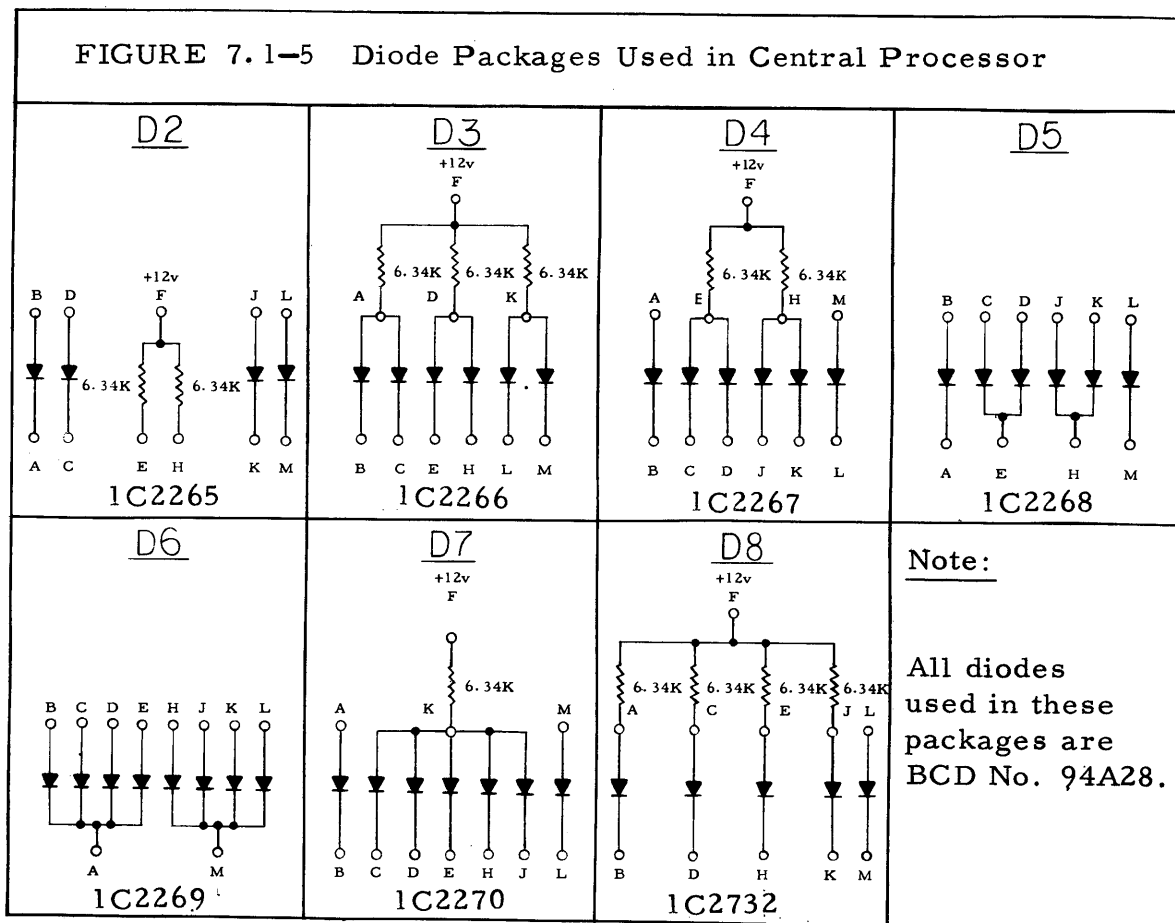 FIGURE 7.1—5 Diode Packages Used in Central Processor
D2
+12v
F
B D J L
6.34K 6.34K
A C E H K M
1C2265
D3
+12v
F
6.34K 6.34K 6.34K
A D K
B C E H L M
1C2266
D4
+12v
F
6.34K 6.34K
A E H M
B C D J K L
1C2267
D5
B C D J K L
A E H M
1C2268
D6
B C D E H J K L
A M
1C2269
D7
+12v
F
6.34K
A K M
B C D E H J L
1C2270
D8
+12v
F
6.34K 6.34K 6.34K 6.34K
A C E J L
B D H K M
1C2732
Note:
All diodes
used in these
packages are
BCD No. 94A28.